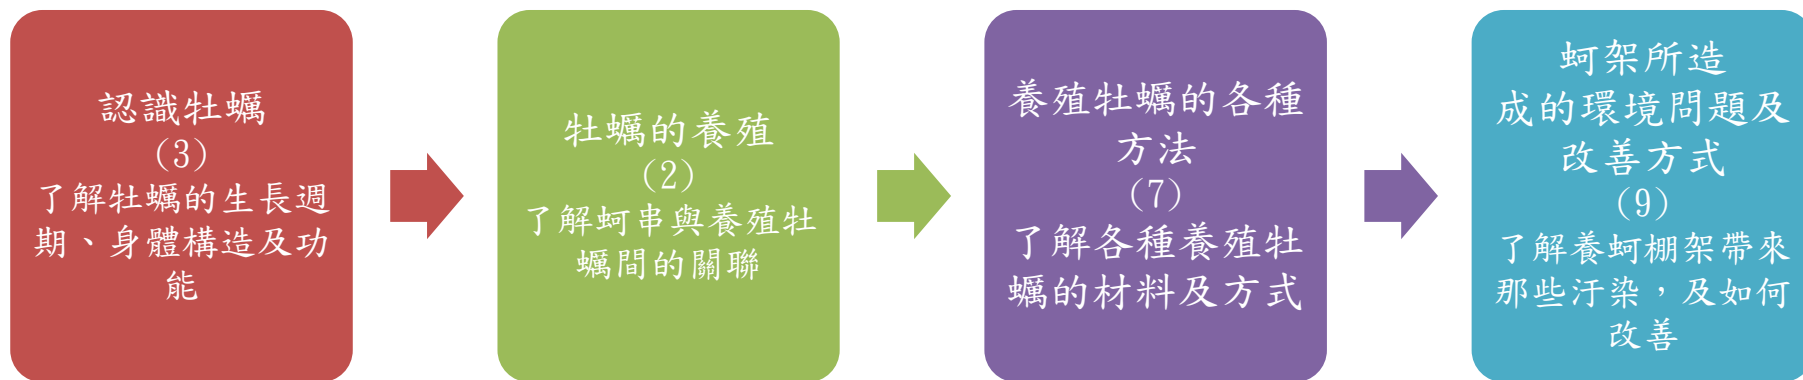 認識牡蠣
(3)
了解牡蠣的生長週
期、身體構造及功
能
牡蠣的養殖
(2)
了解蚵串與養殖牡
蠣間的關聯
養殖牡蠣的各種
方法
(7)
了解各種養殖牡
蠣的材料及方式
蚵架所造
成的環境問題及
改善方式
(9)
了解養蚵棚架帶來
那些汙染，及如何
改善